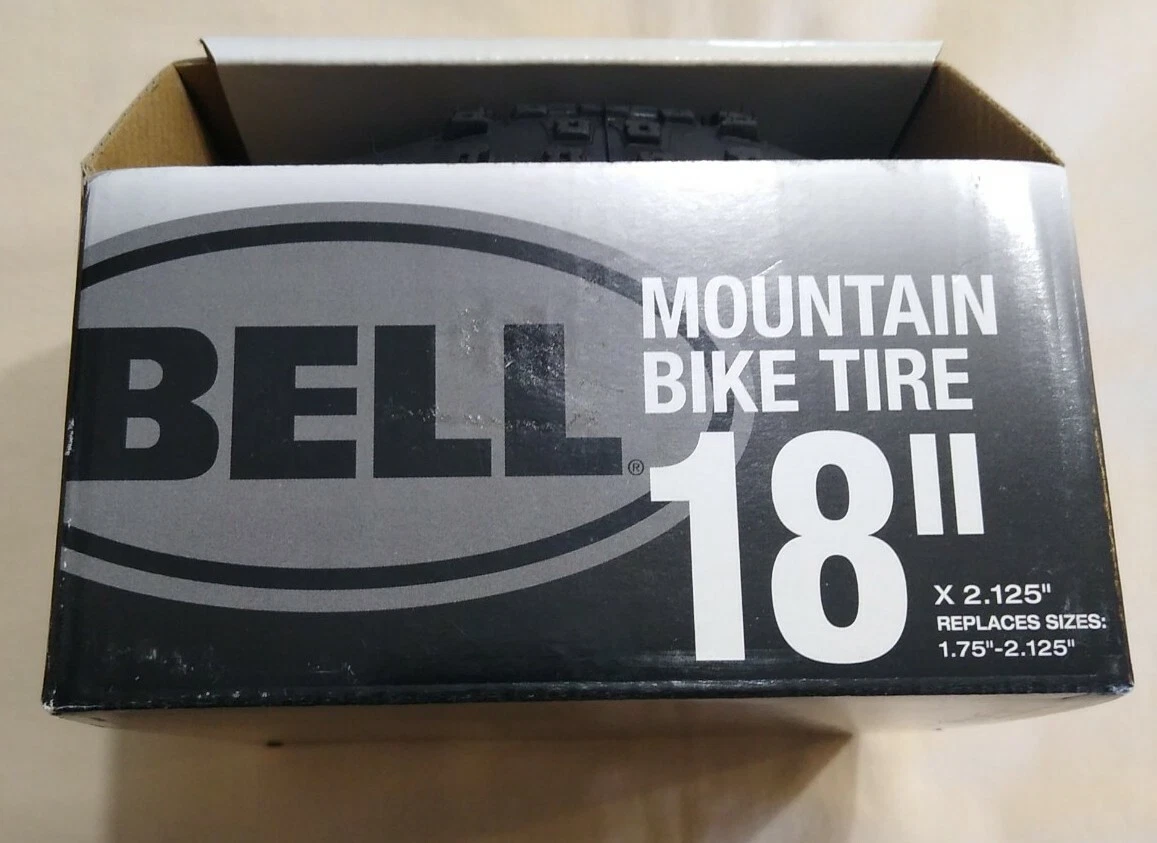 BELL®
MOUNTAIN
BIKE TIRE
18"
X 2.125"
REPLACES SIZES:
1.75"-2.125"